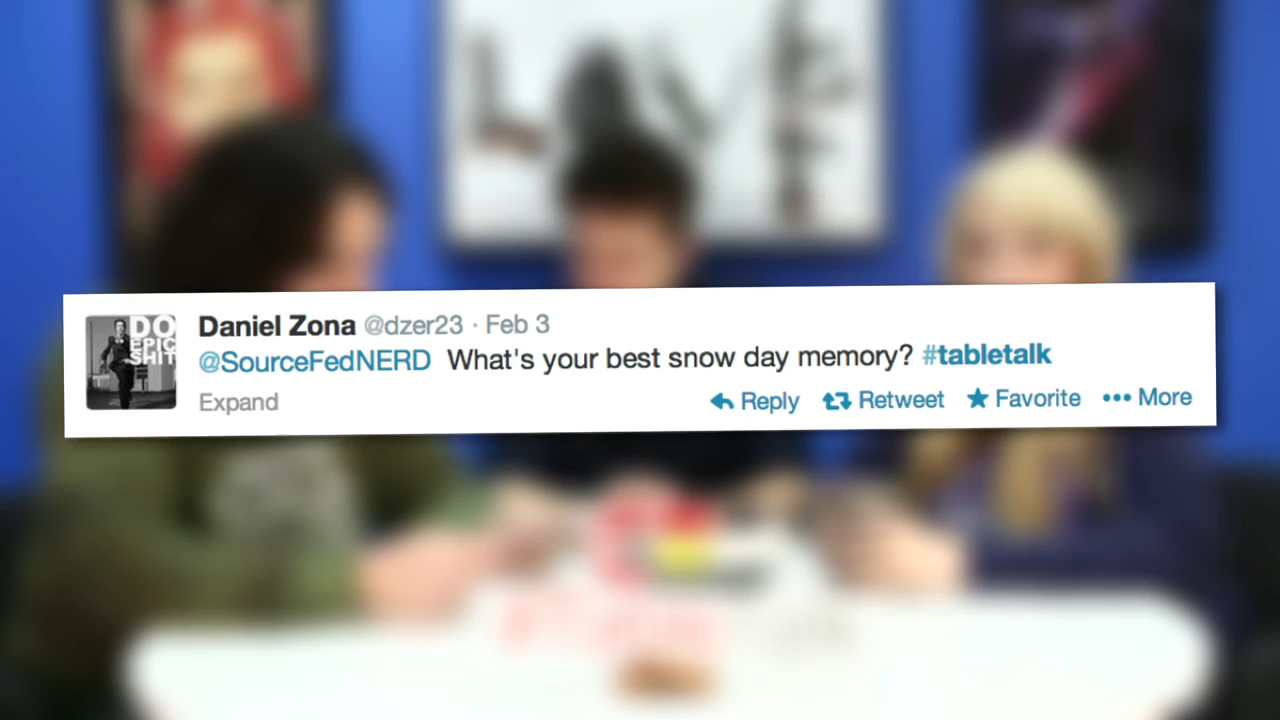 DO
EPIC
SHIT
Daniel Zona @dzer23 · Feb 3
@SourceFedNERD What's your best snow day memory? #tabletalk
Expand Reply Retweet Favorite More